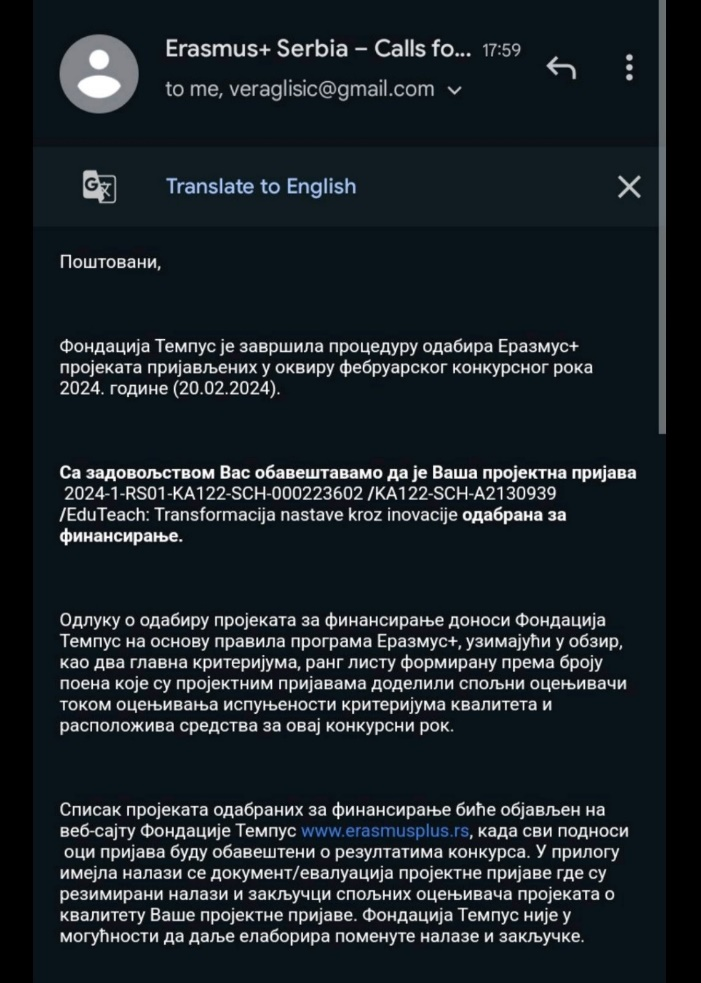 Erasmus+ Serbia – Calls fo... 17:59
to me, veraglisic@gmail.com
Translate to English
Поштовани,
Фондација Темпус је завршила процедуру одабира Еразмус+
пројеката пријављених у оквиру фебруарског конкурсног рока
2024. године (20.02.2024).
Са задовољством Вас обавештавамо да је Ваша пројектна пријава
2024-1-RS01-KA122-SCH-000223602 /KA122-SCH-A2130939
/EduTeach: Transformacija nastave kroz inovacije одабрана за
финансирање.
Одлуку о одабиру пројеката за финансирање доноси Фондација
Темпус на основу правила програма Еразмус+, узимајући у обзир,
као два главна критеријума, ранг листу формирану према броју
поена које су пројектним пријавама доделили спољни оцењивачи
током оцењивања испуњености критеријума квалитета и
расположива средства за овај конкурсни рок.
Списак пројеката одабраних за финансирање биће објављен на
веб-сајту Фондације Темпус www.erasmusplus.rs, када сви подноси
оци пријава буду обавештени о резултатима конкурса. У прилогу
имејла налази се документ/евалуација пројектне пријаве где су
резимирани налази и закључци спољних оцењивача пројеката о
квалитету Ваше пројектне пријаве. Фондација Темпус није у
могућности да даље елаборира поменуте налазе и закључке.